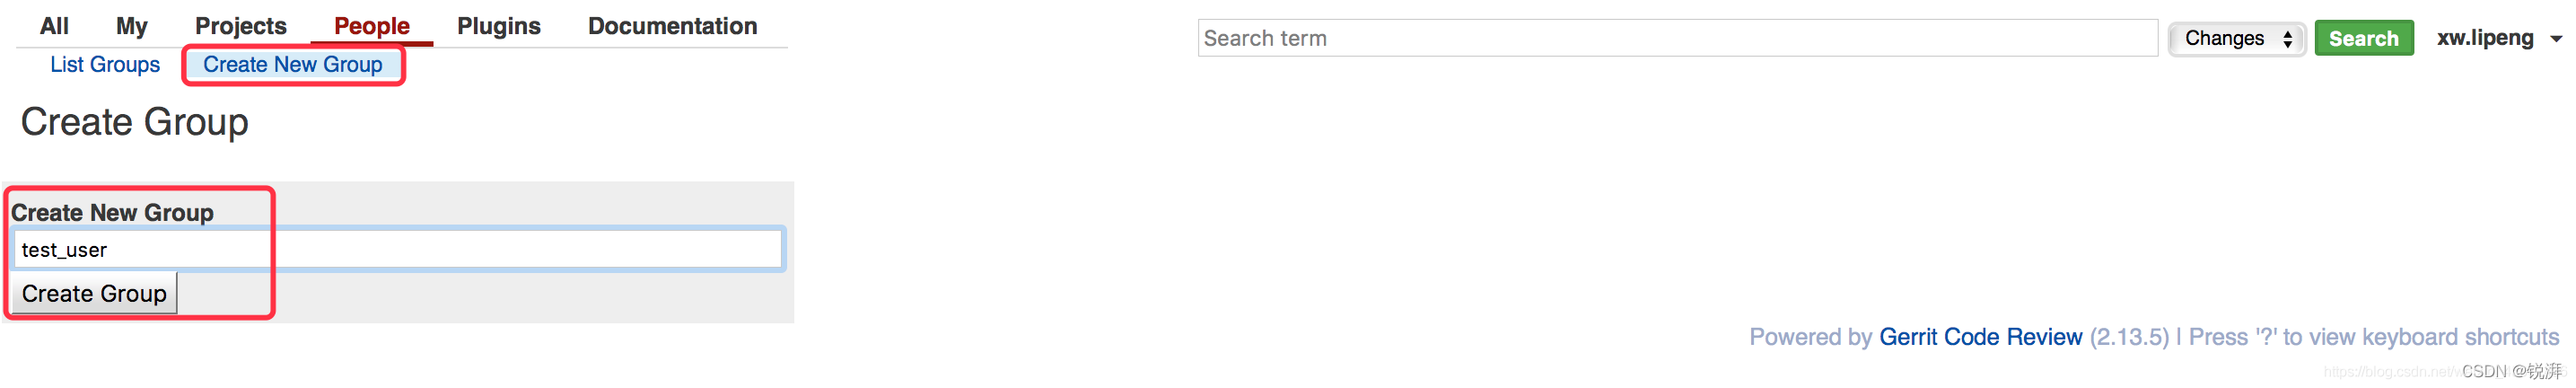 All My Projects People Plugins Documentation
Search term Changes Search xw.lipeng
List Groups Create New Group
Create Group
Create New Group
test_user
Create Group
Powered by Gerrit Code Review (2.13.5) | Press '?' to view keyboard shortcuts
CSDN @锐湃